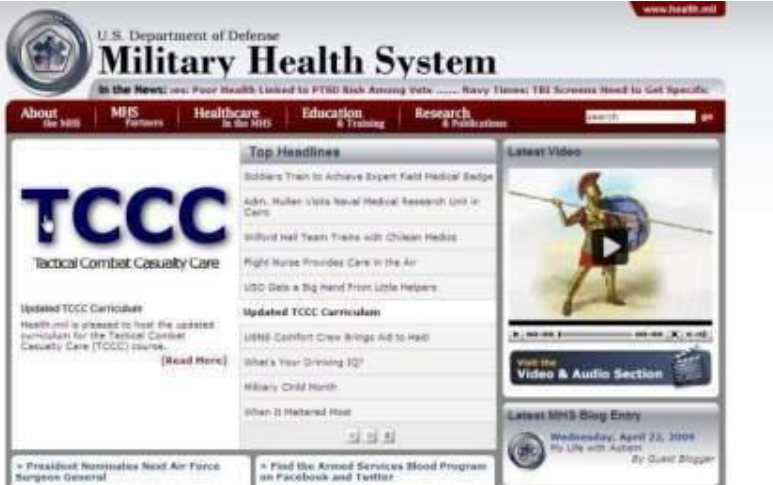 www.health.mil
U.S. Department of Defense
Military Health System
In the News: es: Poor Health Linked to PTSD Risk Among Vets ...... Navy Times: TBI Screens Need to Get Specific
About
the MHS
MHS
Partners
Healthcare
in the MHS
Education
& Training
Research
& Publications
search
go
TCCC
Tactical Combat Casualty Care
Updated TCCC Curriculum
Health.mil is pleased to host the updated
curriculum for the Tactical Combat
Casualty Care (TCCC) course.
[Read More]
Top Headlines
Soldiers Train to Achieve Expert Field Medical Badge
Adm. Mullen Visits Naval Medical Research Unit in
Cairo
Wilford Hall Team Trains with Chilean Medics
Flight Nurse Provides Care in the Air
USO Gets a Big Hand From Little Helpers
Updated TCCC Curriculum
USNS Comfort Crew Brings Aid to Haiti
What's Your Drinking IQ?
Military Child Month
When It Mattered Most
Latest Video
Visit the
Video & Audio Section
Latest MHS Blog Entry
Wednesday, April 22, 2009
My Life with Autism
By Guest Blogger
» President Nominates Next Air Force
Surgeon General
» Find the Armed Services Blood Program
on Facebook and Twitter